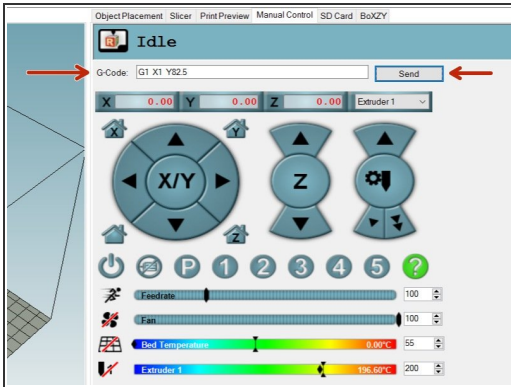 Object Placement Slicer Print Preview Manual Control SD Card BoXZY
Idle
G-Code: G1 X1 Y82.5 Send
X 0.00 Y 0.00 Z 0.00 Extruder 1
X Y
X/Y Z
Z
P 1 2 3 4 5 ?
Feedrate 100
Fan 100
Bed Temperature 0.00°C 55
Extruder 1 196.60°C 200